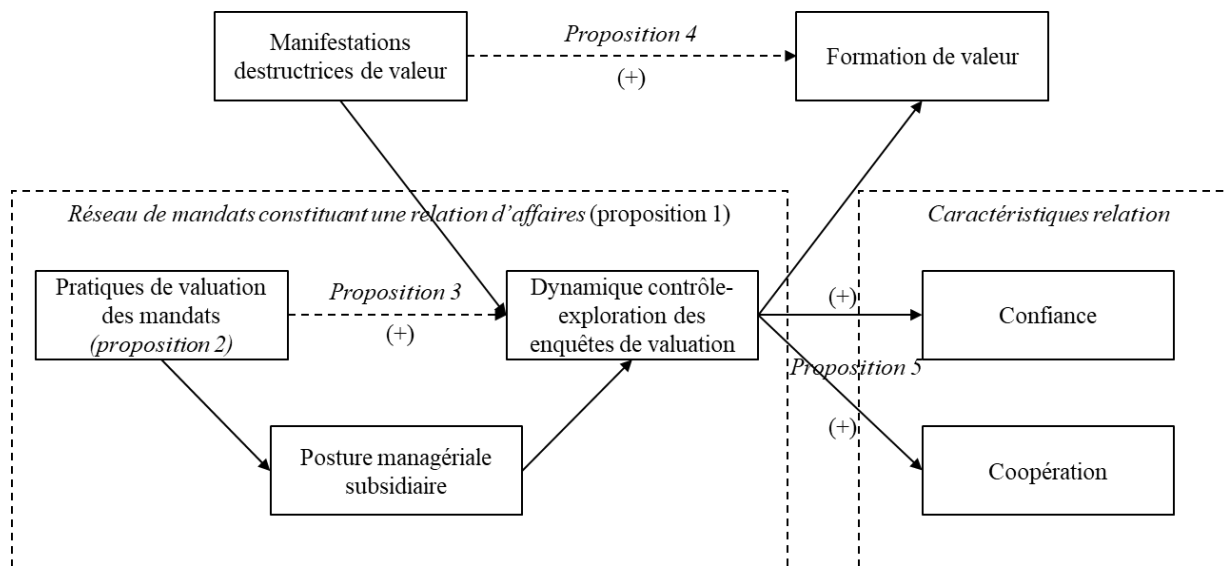 Manifestations
destructrices de valeur
Proposition 4
(+)
Formation de valeur
Réseau de mandats constituant une relation d’affaires (proposition 1)
Caractéristiques relation
Pratiques de valuation
des mandats
(proposition 2)
Proposition 3
(+)
Dynamique contrôle-
exploration des
enquêtes de valuation
(+)
Confiance
Proposition 5
(+)
Posture managériale
subsidiaire
Coopération